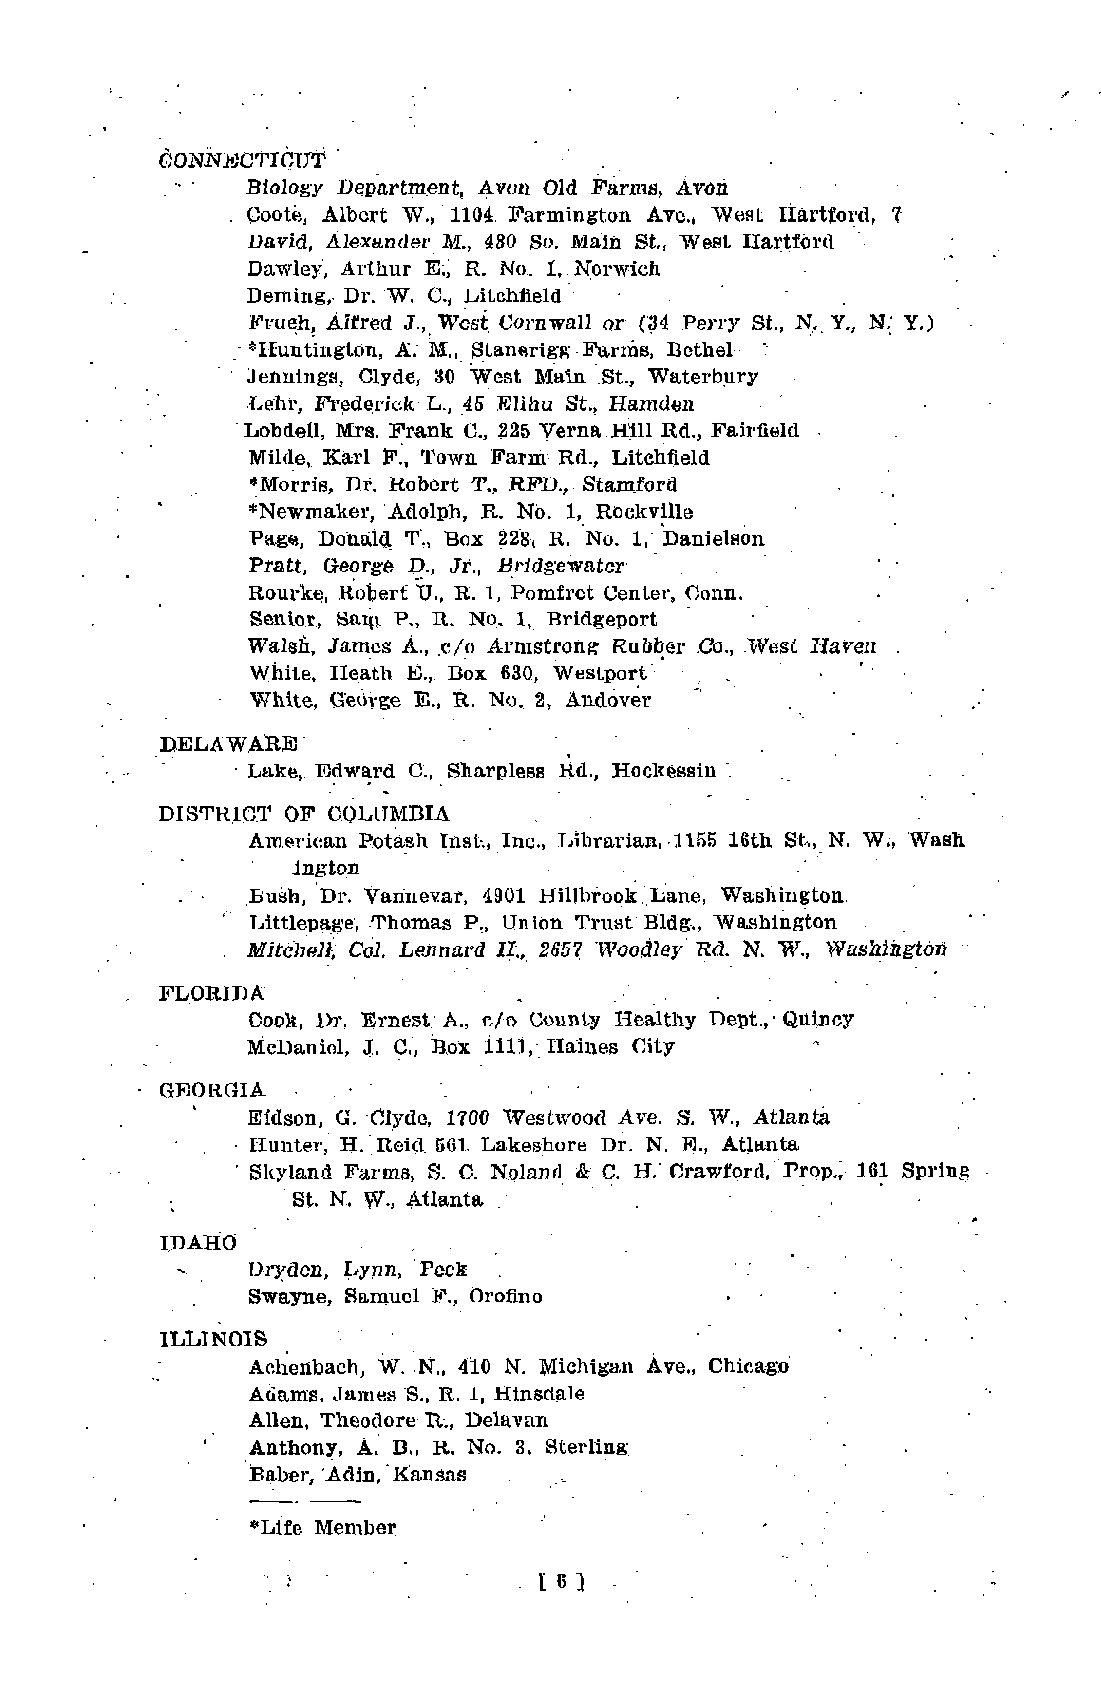 CONNECTICUT
Biology Department, Avon Old Farms, Avon
Coote, Albert W., 1104 Farmington Ave., West Hartford, 7
David, Alexander M., 480 So. Main St., West Hartford
Dawley, Arthur E., R. No. 1, Norwich
Deming, Dr. W. C., Litchfield
Frueh, Alfred J., West Cornwall or (34 Perry St., N. Y., N. Y.)
*Huntington, A. M., Stanerigg Farms, Bethel
Jennings, Clyde, 30 West Main St., Waterbury
Lehr, Frederick L., 45 Elihu St., Hamden
Lobdell, Mrs. Frank C., 225 Verna Hill Rd., Fairfield
Milde, Karl F., Town Farm Rd., Litchfield
*Morris, Dr. Robert T., RFD., Stamford
*Newmaker, Adolph, R. No. 1, Rockville
Page, Donald T., Box 228, R. No. 1, Danielson
Pratt, George D., Jr., Bridgewater
Rourke, Robert U., R. 1, Pomfret Center, Conn.
Senior, Sam P., R. No. 1, Bridgeport
Walsh, James A., c/o Armstrong Rubber Co., West Haven
White, Heath E., Box 630, Westport
White, George E., R. No. 2, Andover
DELAWARE
Lake, Edward C., Sharpless Rd., Hockessin
DISTRICT OF COLUMBIA
American Potash Inst., Inc., Librarian, 1155 16th St., N. W., Wash
ington
Bush, Dr. Vannevar, 4901 Hillbrook Lane, Washington
Littlepage, Thomas P., Union Trust Bldg., Washington
Mitchell, Col. Lennard H., 2657 Woodley Rd. N. W., Washington
FLORIDA
Cook, Dr. Ernest A., c/o County Healthy Dept., Quincy
McDaniel, J. C., Box 1111, Haines City
GEORGIA
Eidson, G. Clyde, 1700 Westwood Ave. S. W., Atlanta
Hunter, H. Reid 561 Lakeshore Dr. N. E., Atlanta
Skyland Farms, S. C. Noland & C. H. Crawford, Prop., 161 Spring
St. N. W., Atlanta
IDAHO
Dryden, Lynn, Peck
Swayne, Samuel F., Orofino
ILLINOIS
Achenbach, W. N., 410 N. Michigan Ave., Chicago
Adams, James S., R. 1, Hinsdale
Allen, Theodore R., Delavan
Anthony, A. B., R. No. 3, Sterling
Baber, Adin, Kansas
*Life Member
[ 6 ]